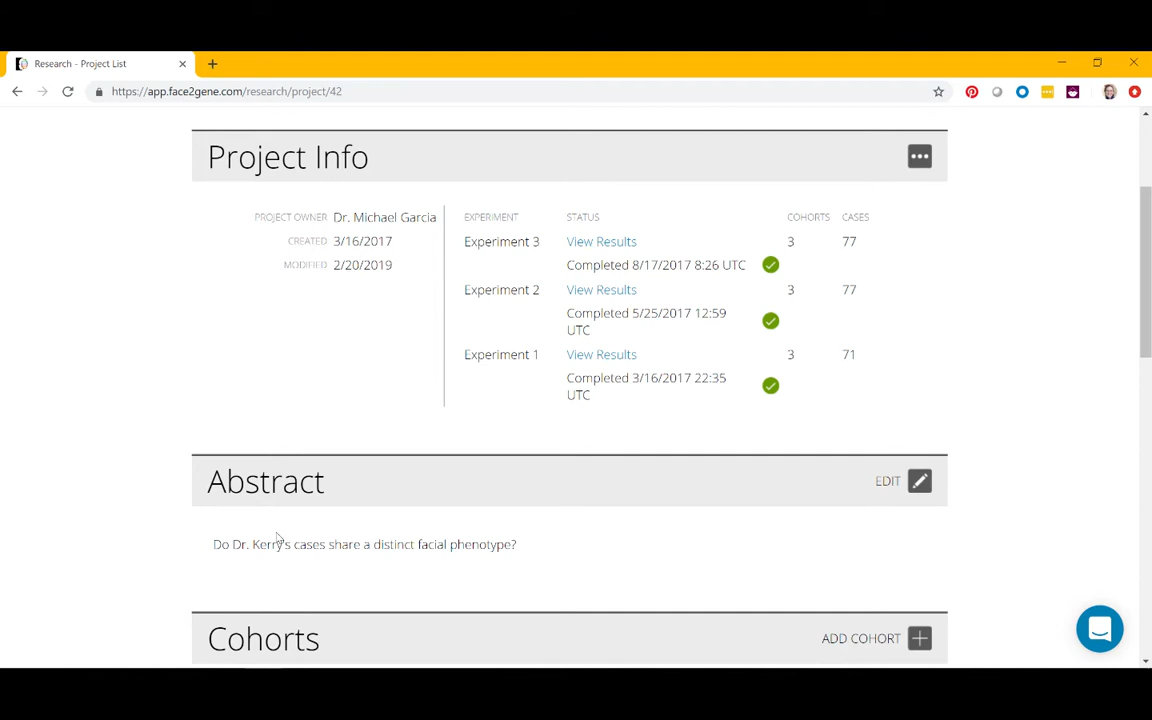 Research - Project List
https://app.face2gene.com/research/project/42
Project Info
PROJECT OWNER Dr. Michael Garcia
CREATED 3/16/2017
MODIFIED 2/20/2019
EXPERIMENT STATUS COHORTS CASES
Experiment 3 View Results 3 77
Completed 8/17/2017 8:26 UTC
Experiment 2 View Results 3 77
Completed 5/25/2017 12:59
UTC
Experiment 1 View Results 3 71
Completed 3/16/2017 22:35
UTC
Abstract
EDIT
Do Dr. Kerry's cases share a distinct facial phenotype?
Cohorts
ADD COHORT